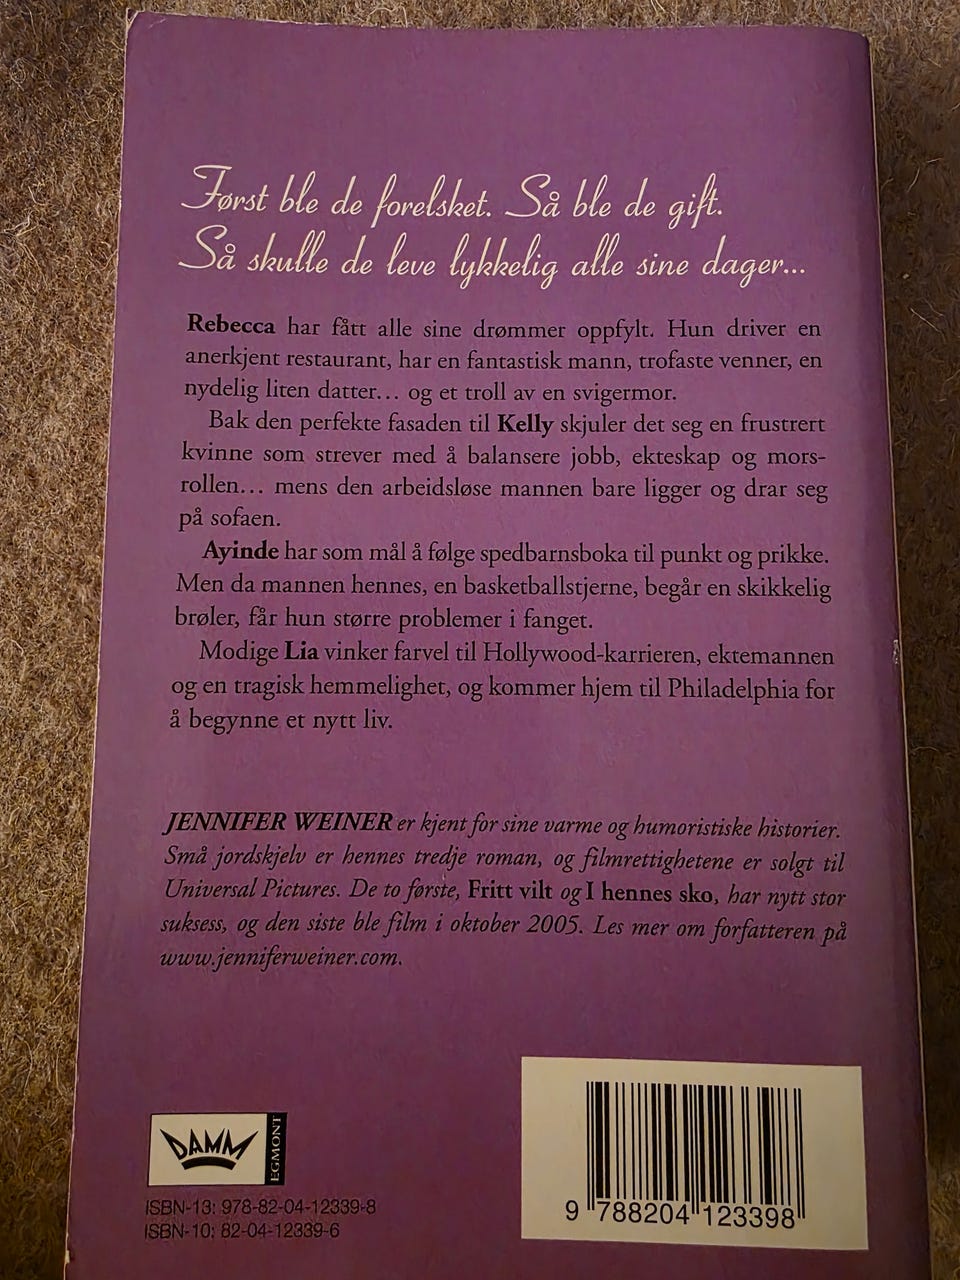 Først ble de forelsket. Så ble de gift.
Så skulle de leve lykkelig alle sine dager...
Rebecca har fått alle sine drømmer oppfylt. Hun driver en
anerkjent restaurant, har en fantastisk mann, trofaste venner, en
nydelig liten datter... og et troll av en svigermor.
Bak den perfekte fasaden til Kelly skjuler det seg en frustrert
kvinne som strever med å balansere jobb, ekteskap og mors-
rollen... mens den arbeidsløse mannen bare ligger og drar seg
på sofaen.
Ayinde har som mål å følge spedbarnsboka til punkt og prikke.
Men da mannen hennes, en basketballstjerne, begår en skikkelig
brøler, får hun større problemer i fanget.
Modige Lia vinker farvel til Hollywood-karrieren, ektemannen
og en tragisk hemmelighet, og kommer hjem til Philadelphia for
å begynne et nytt liv.
JENNIFER WEINER er kjent for sine varme og humoristiske historier.
Små jordskjelv er hennes tredje roman, og filmrettighetene er solgt til
Universal Pictures. De to første, Fritt vilt og I hennes sko, har nytt stor
suksess, og den siste ble film i oktober 2005. Les mer om forfatteren på
www.jenniferweiner.com.
DAMM
EGMONT
ISBN-13: 978-82-04-12339-8
ISBN-10: 82-04-12339-6
9 788204 123398